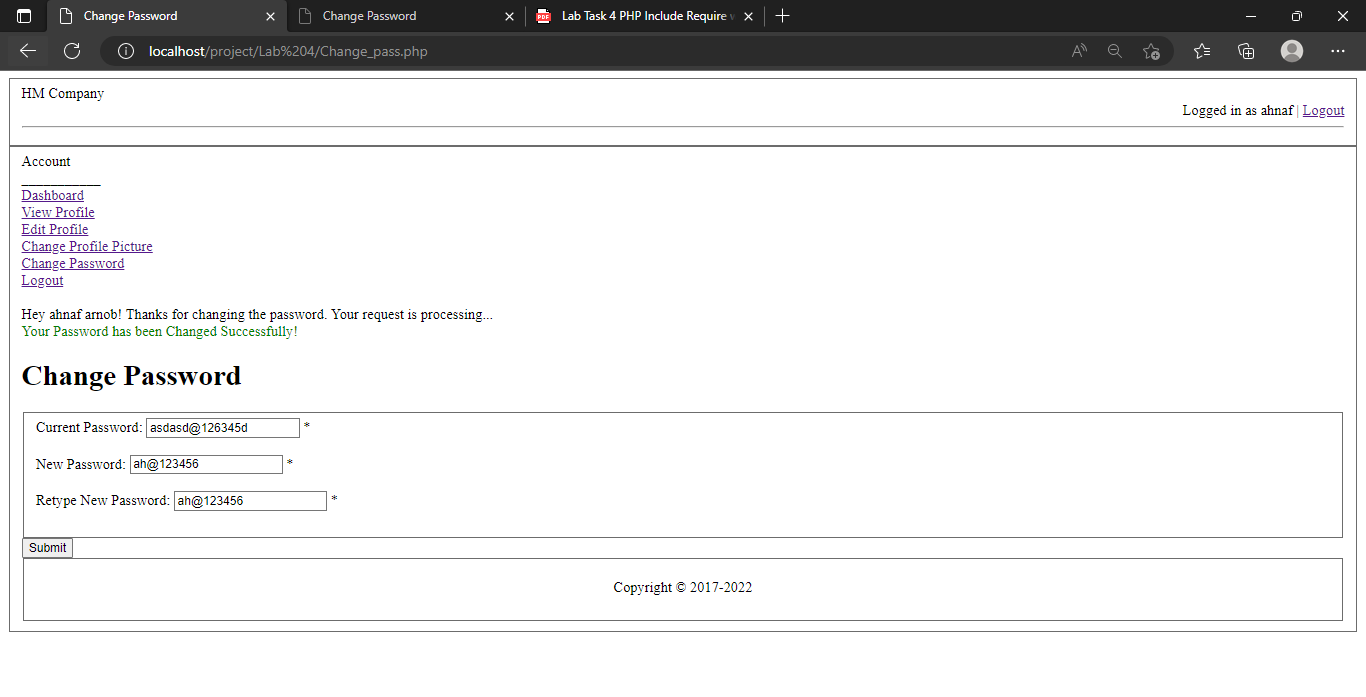 Change Password
Change Password
Lab Task 4 PHP Include Require
localhost/project/Lab%204/Change_pass.php
HM Company
Logged in as ahnaf | Logout
Account
___________
Dashboard
View Profile
Edit Profile
Change Profile Picture
Change Password
Logout
Hey ahnaf arnob! Thanks for changing the password. Your request is processing...
Your Password has been Changed Successfully!
Change Password
Current Password: asdasd@126345d *
New Password: ah@123456 *
Retype New Password: ah@123456 *
Submit
Copyright © 2017-2022